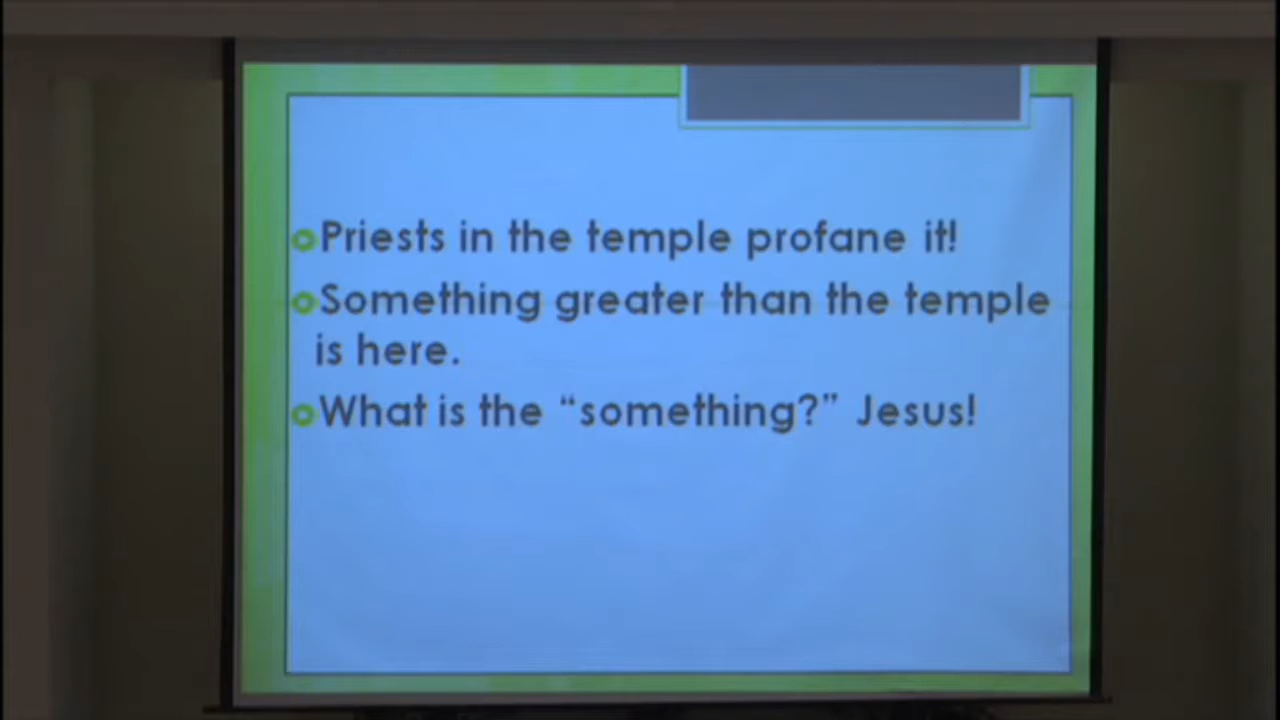 Priests in the temple profane it!
Something greater than the temple
is here.
What is the “something?” Jesus!